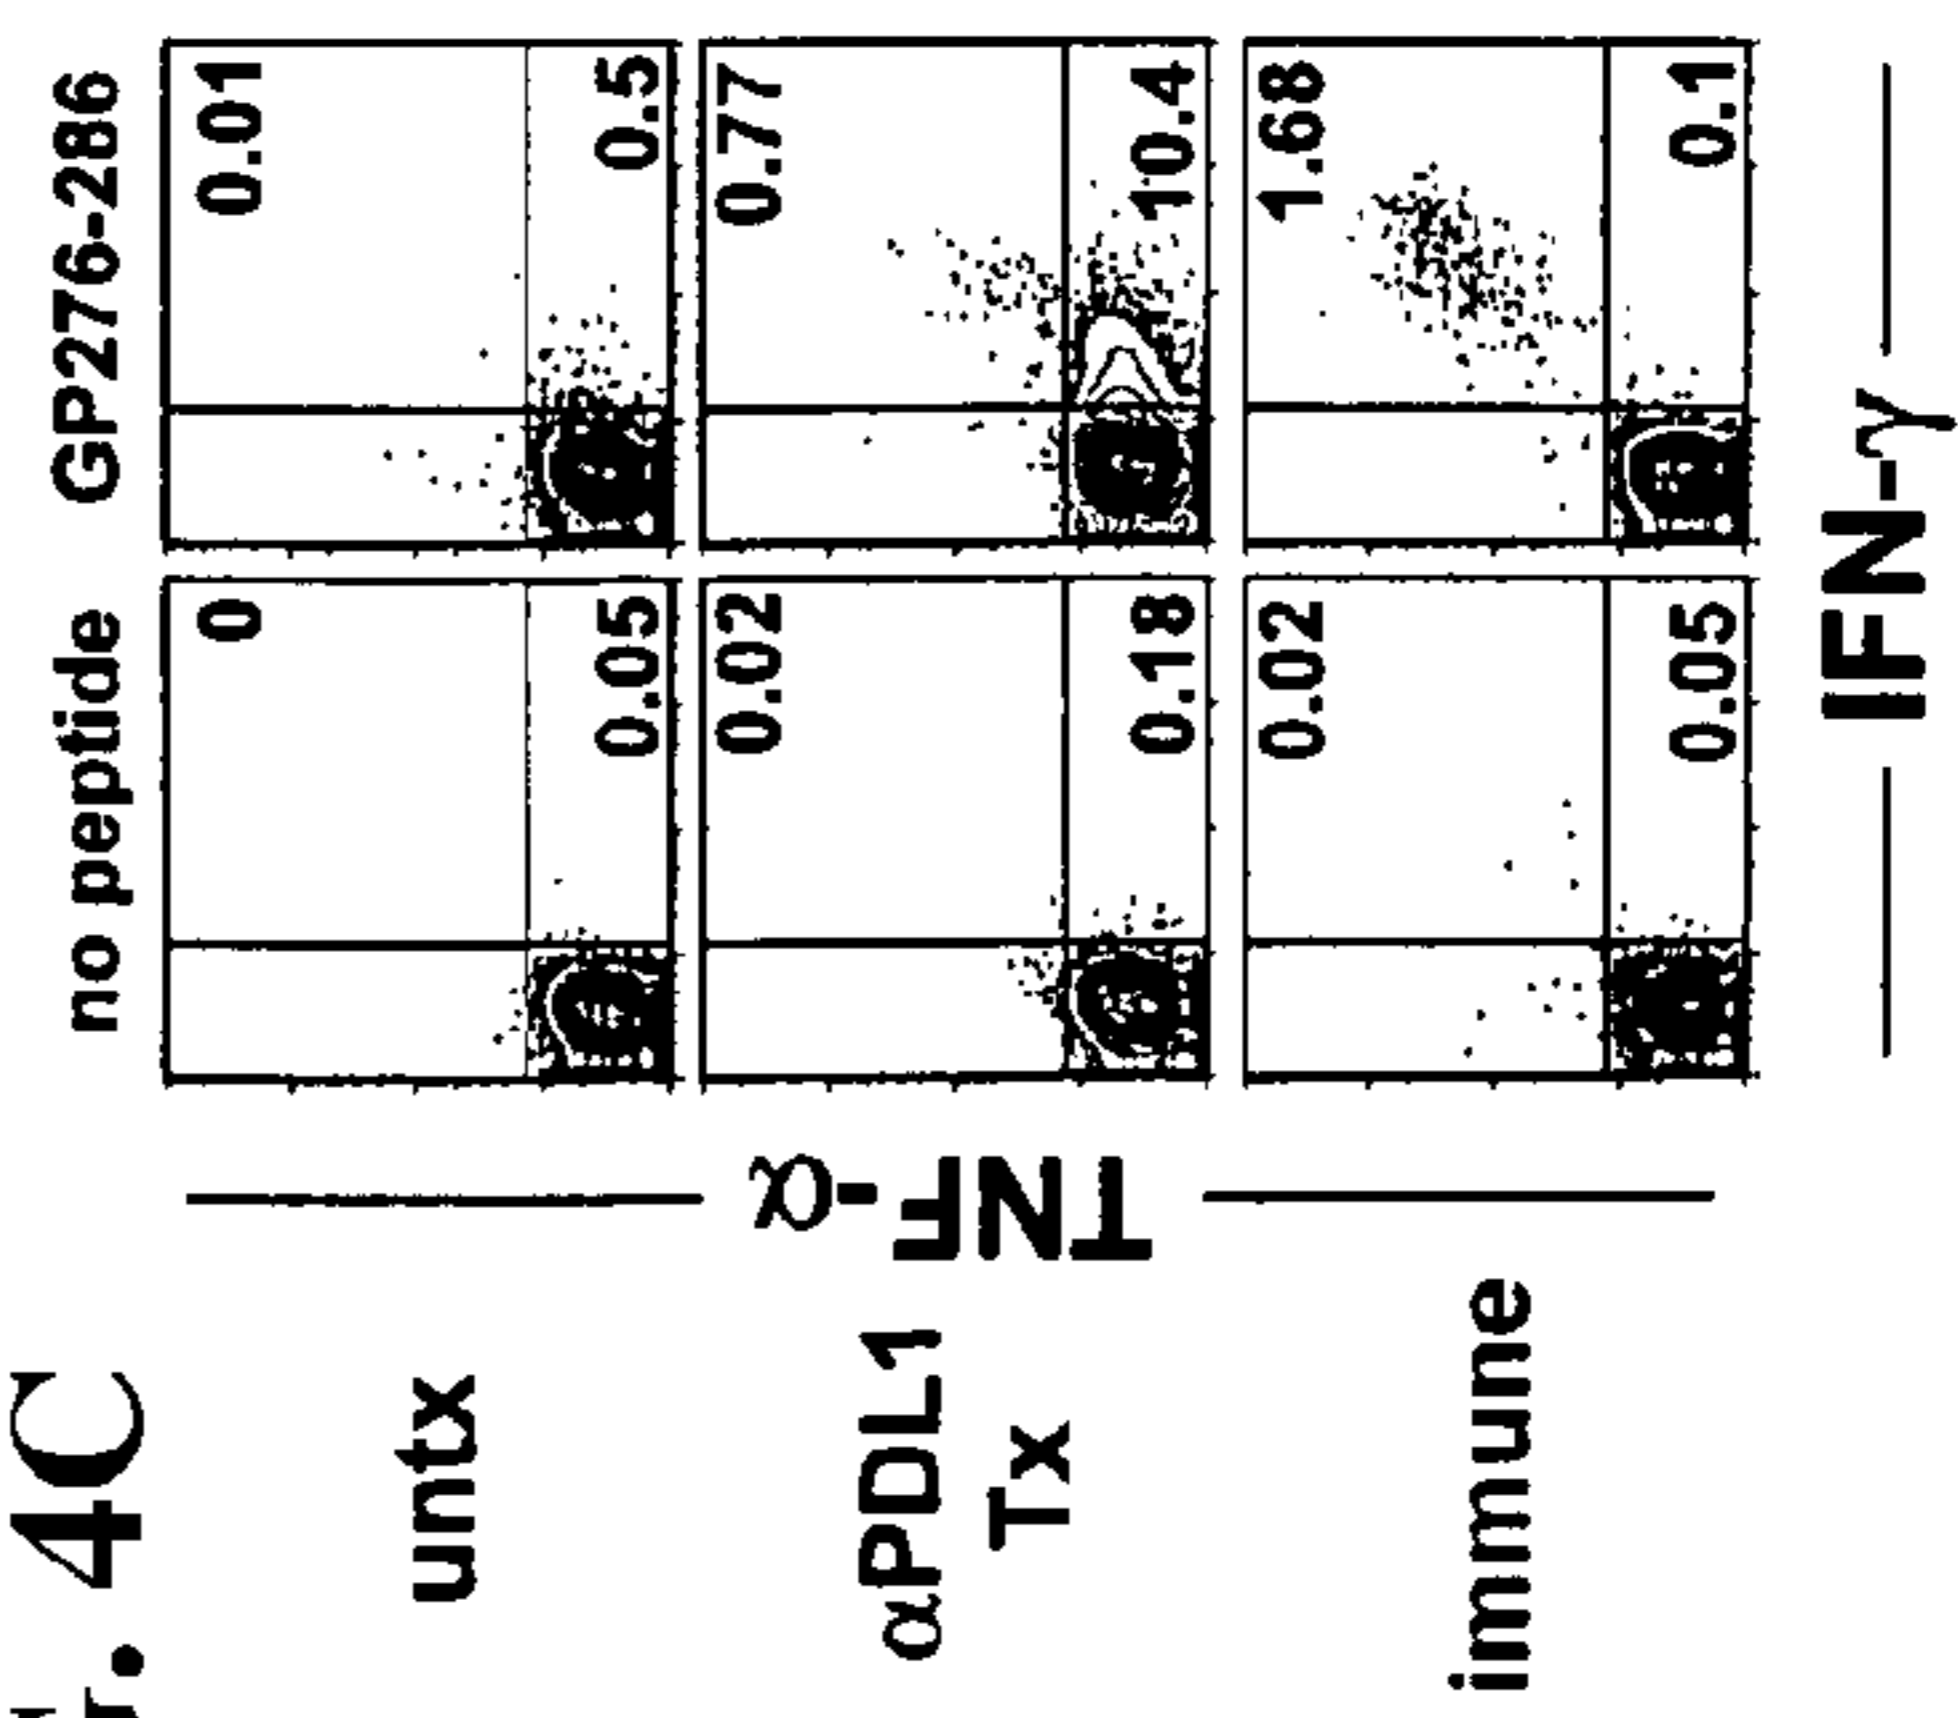 . 4C
no peptide GP276-286
untx
0 0.01
0.05 0.5
αPDL1
Tx
0.02 0.77
0.18 10.4
immune
0.02 1.68
0.05 0.1
TNF-α
IFN-γ